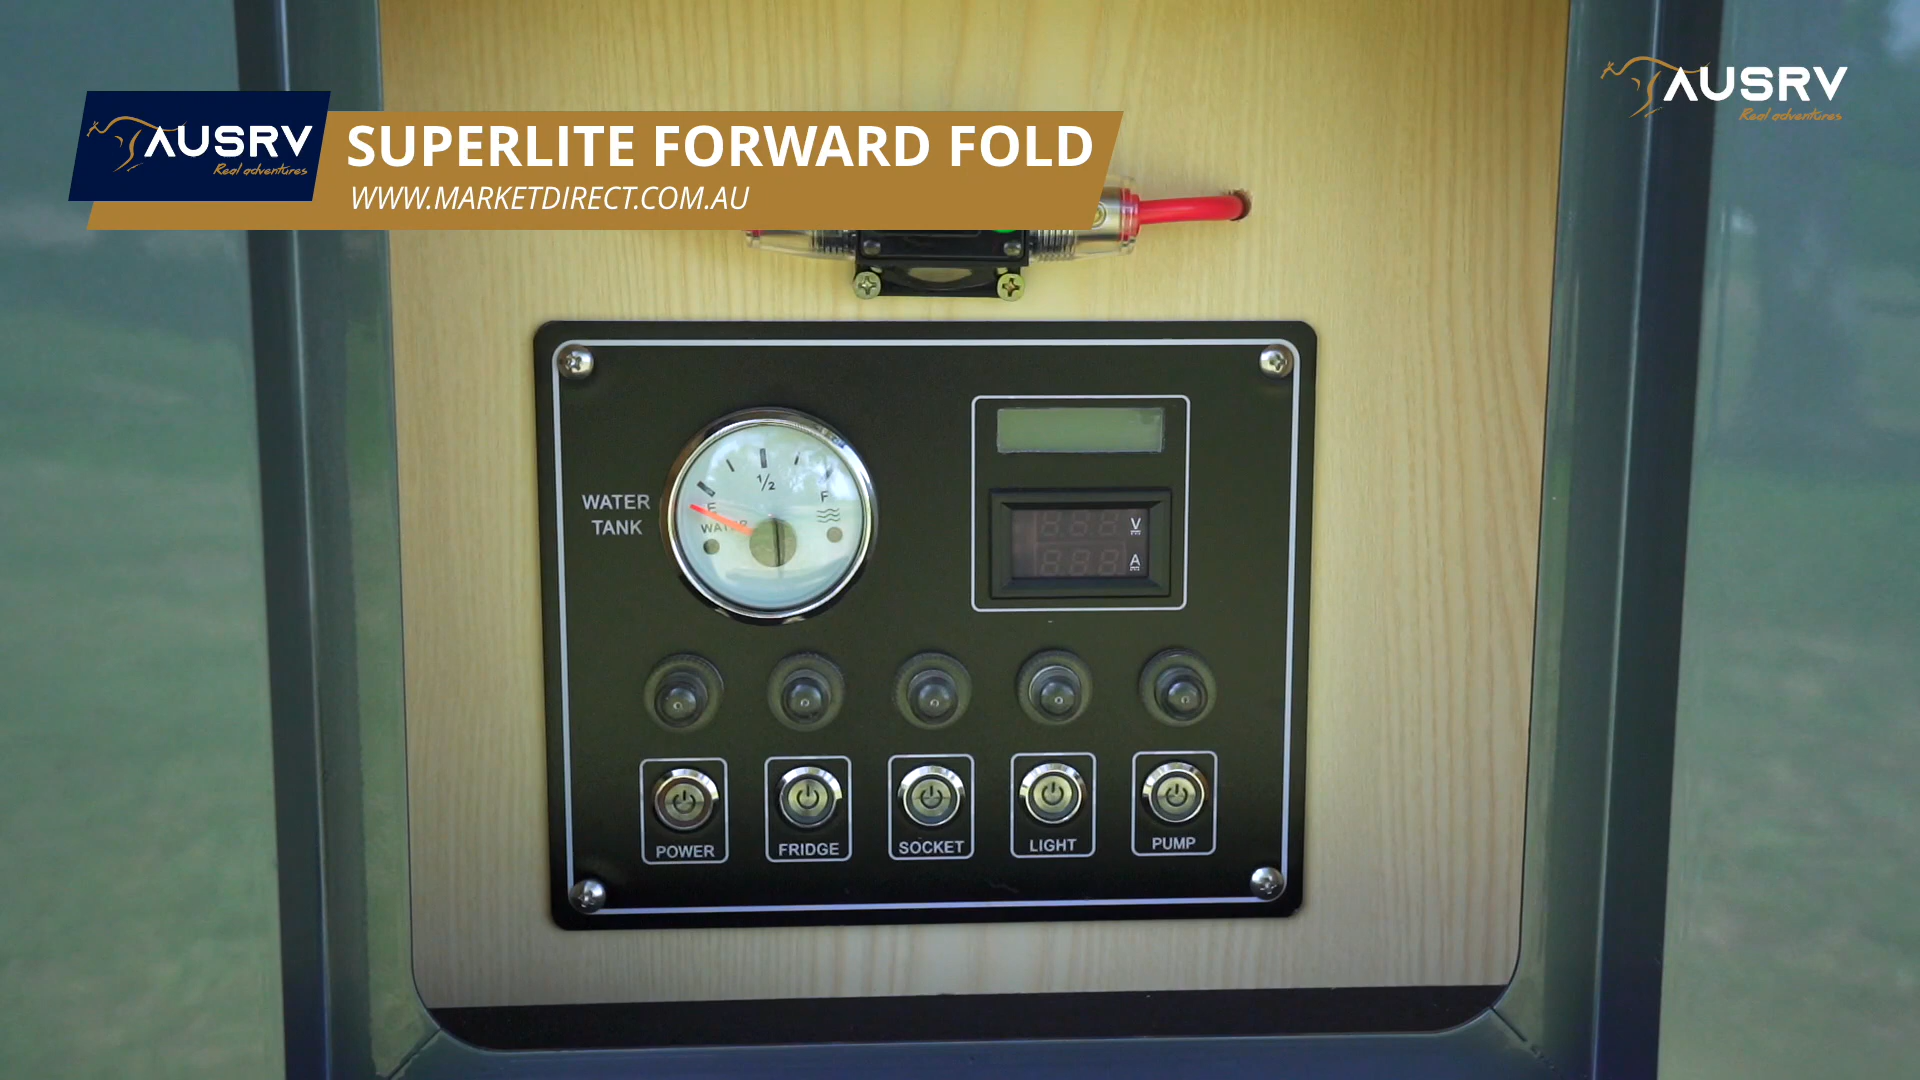 AUSRV
Real adventures
SUPERLITE FORWARD FOLD
WWW.MARKETDIRECT.COM.AU
AUSRV
Real adventures
WATER
TANK
1/2
E
F
WATER
V
A
POWER
FRIDGE
SOCKET
LIGHT
PUMP